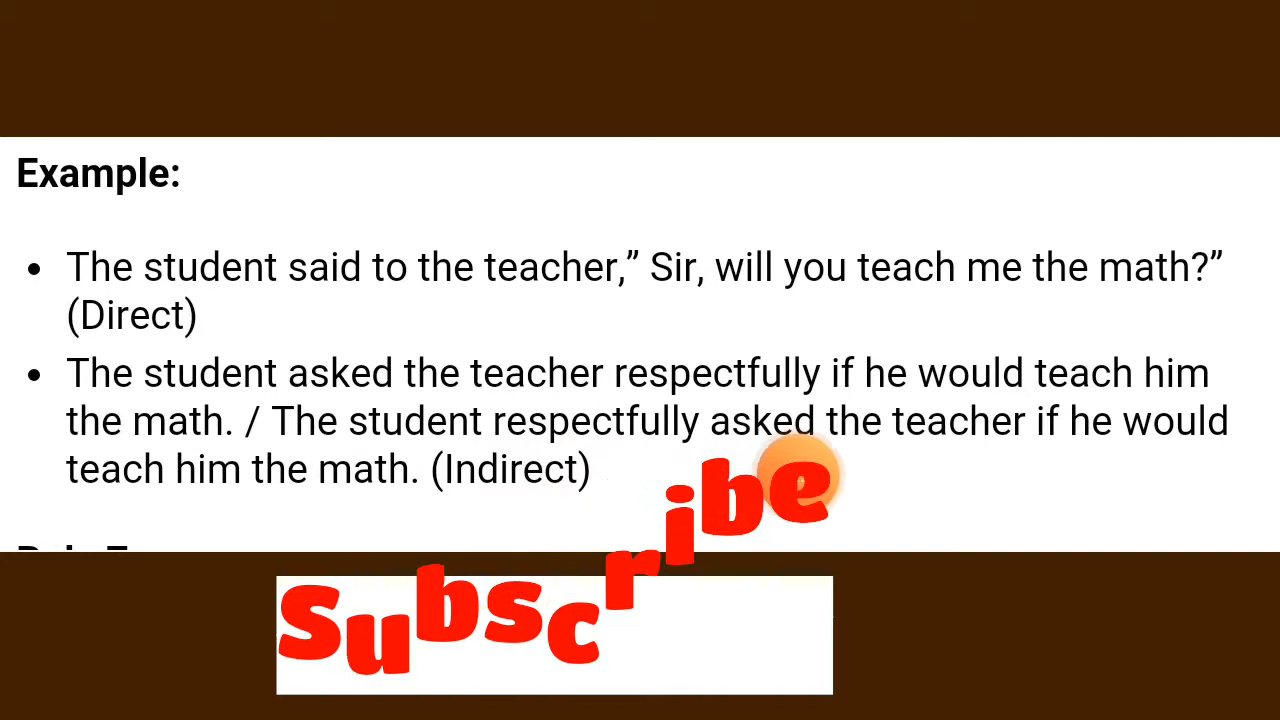 Example:
• The student said to the teacher,” Sir, will you teach me the math?”
(Direct)
• The student asked the teacher respectfully if he would teach him
the math. / The student respectfully asked the teacher if he would
teach him the math. (Indirect)
Subscribe